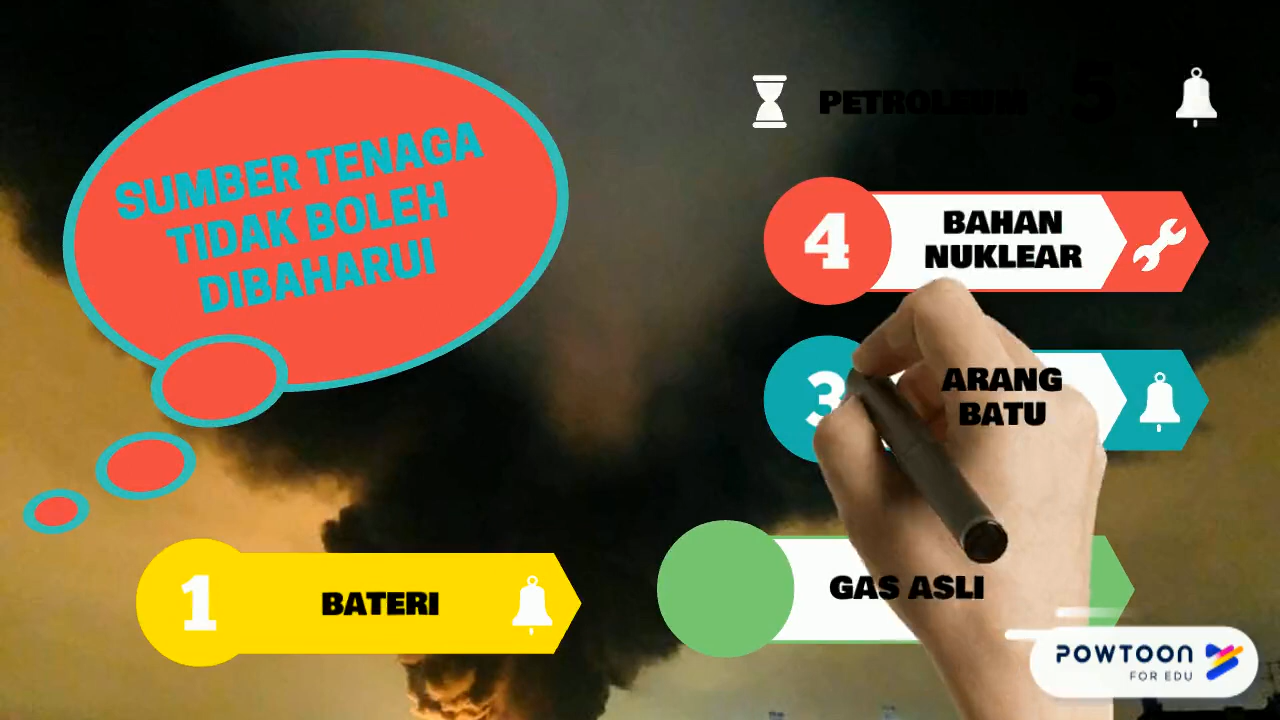 SUMBER TENAGA
TIDAK BOLEH
DIBAHARUI
PETROLEUM 5
4 BAHAN
NUKLEAR
3 ARANG
BATU
1 BATERI
GAS ASLI
POWTOON
FOR EDU